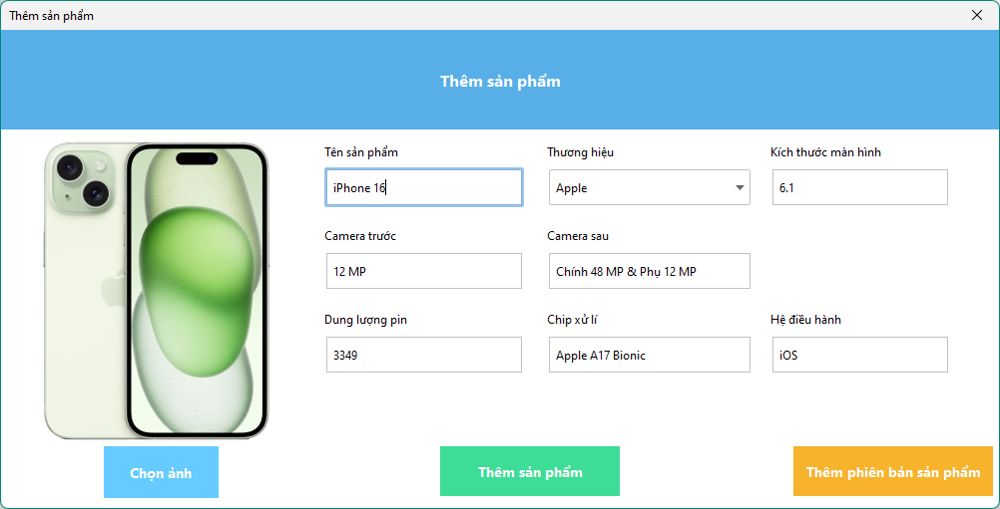 Thêm sản phẩm
Thêm sản phẩm
Tên sản phẩm
Thương hiệu
Kích thước màn hình
iPhone 16
Apple
6.1
Camera trước
Camera sau
12 MP
Chính 48 MP & Phụ 12 MP
Dung lượng pin
Chip xử lí
Hệ điều hành
3349
Apple A17 Bionic
iOS
Chọn ảnh
Thêm sản phẩm
Thêm phiên bản sản phẩm